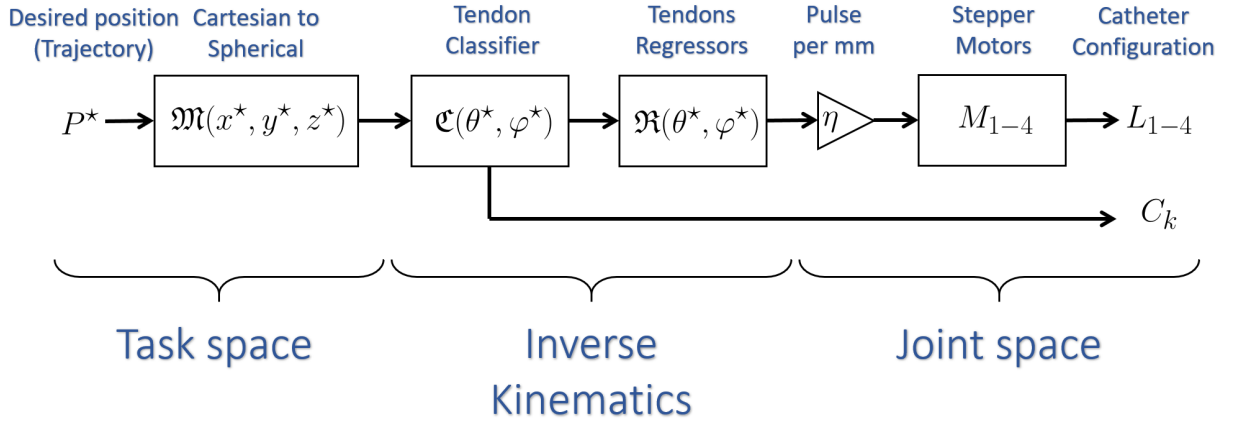 Desired position
(Trajectory)
Cartesian to
Spherical
Tendon
Classifier
Tendons
Regressors
Pulse
per mm
Stepper
Motors
Catheter
Configuration
P⋆
𝔐(x⋆, y⋆, z⋆)
ℭ(θ⋆, φ⋆)
ℜ(θ⋆, φ⋆)
η
M₁₋₄
L₁₋₄
Cₖ
Task space
Inverse
Kinematics
Joint space